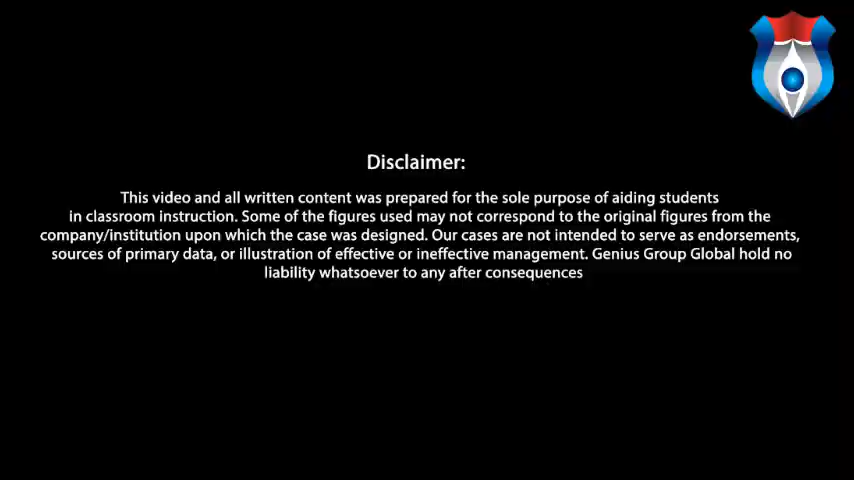 Disclaimer:
This video and all written content was prepared for the sole purpose of aiding students
in classroom instruction. Some of the figures used may not correspond to the original figures from the
company/institution upon which the case was designed. Our cases are not intended to serve as endorsements,
sources of primary data, or illustration of effective or ineffective management. Genius Group Global hold no
liability whatsoever to any after consequences